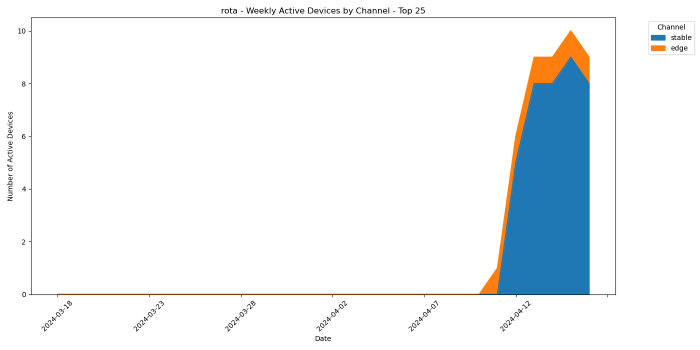 rota - Weekly Active Devices by Channel - Top 25
Channel
stable
edge
Number of Active Devices
10
8
6
4
2
0
2024-03-18
2024-03-23
2024-03-28
2024-04-02
2024-04-07
2024-04-12
Date